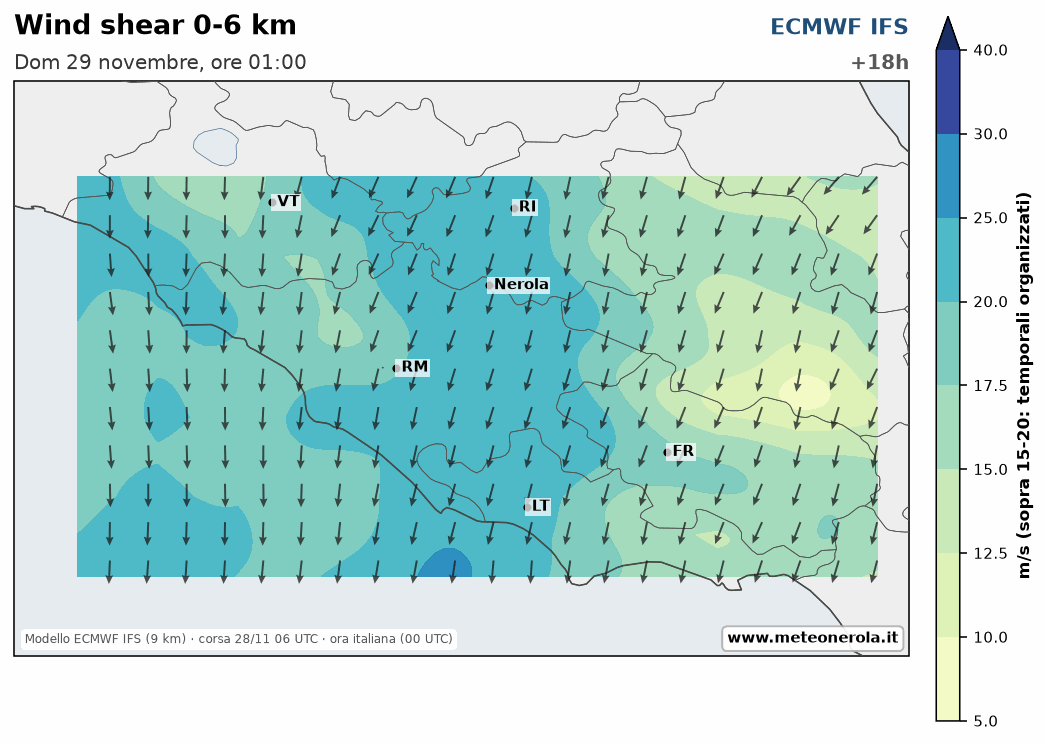 Wind shear 0-6 km
ECMWF IFS
Dom 29 novembre, ore 01:00
+18h
VT
RI
Nerola
RM
FR
LT
Modello ECMWF IFS (9 km) · corsa 28/11 06 UTC · ora italiana (00 UTC)
www.meteonerola.it
40.0
30.0
25.0
20.0
17.5
15.0
12.5
10.0
5.0
m/s (sopra 15-20: temporali organizzati)